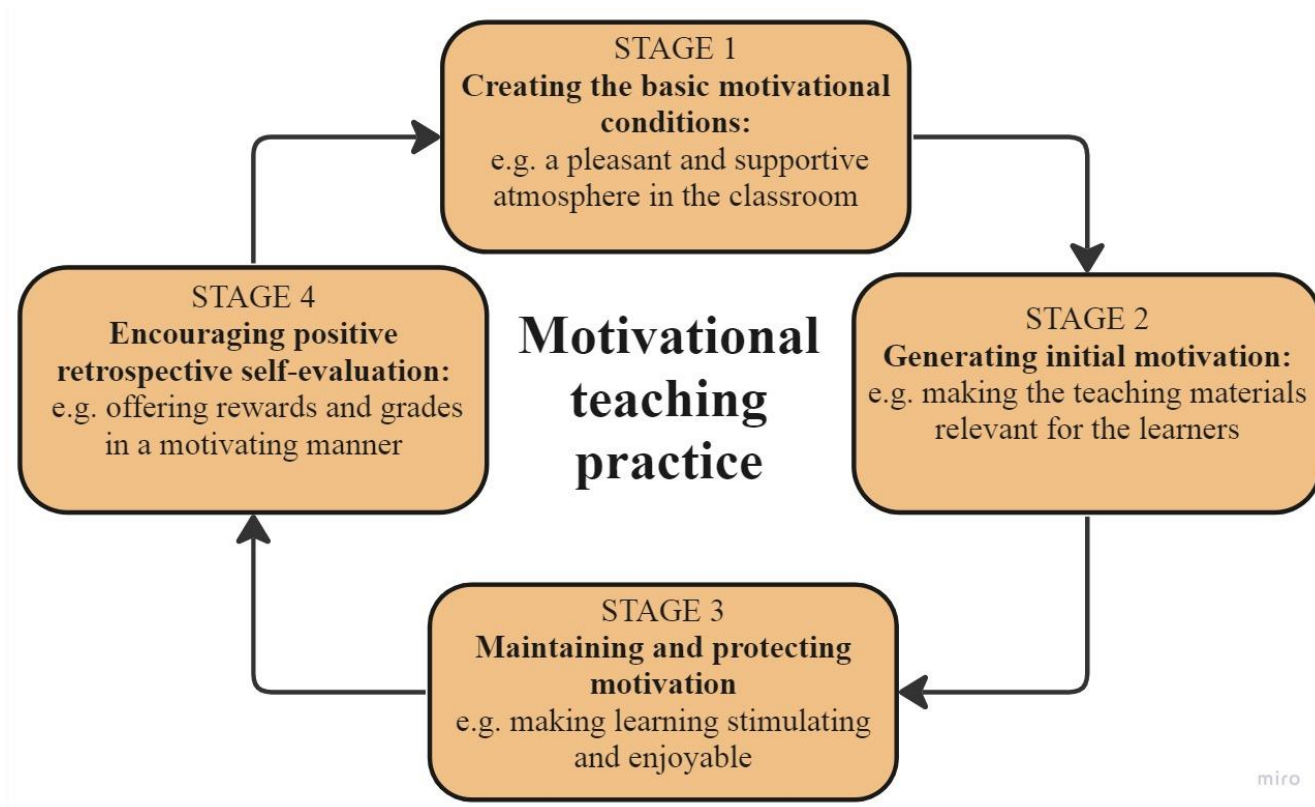 STAGE 1
Creating the basic motivational
conditions:
e.g. a pleasant and supportive
atmosphere in the classroom
STAGE 4
Encouraging positive
retrospective self-evaluation:
e.g. offering rewards and grades
in a motivating manner
Motivational
teaching
practice
STAGE 2
Generating initial motivation:
e.g. making the teaching materials
relevant for the learners
STAGE 3
Maintaining and protecting
motivation
e.g. making learning stimulating
and enjoyable
miro